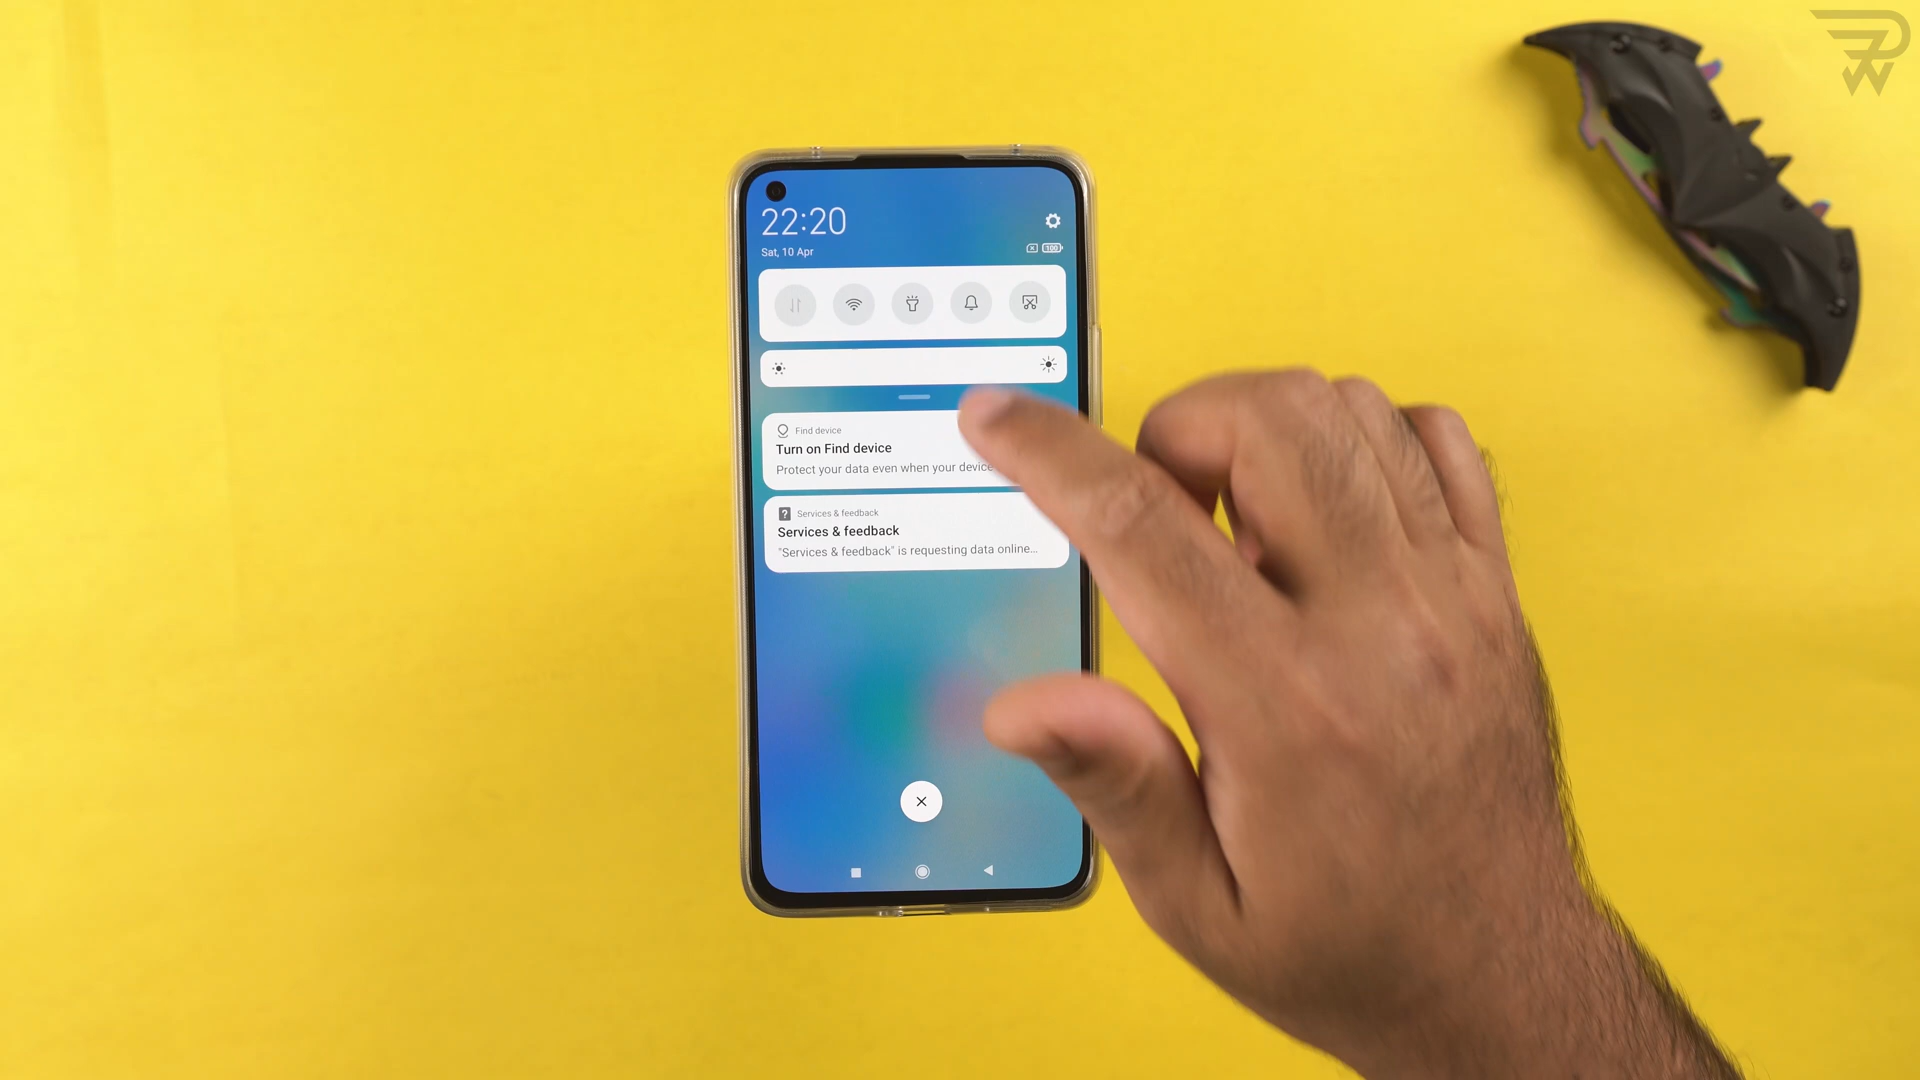 22:20
Sat, 10 Apr
100
Find device
Turn on Find device
Protect your data even when your device
Services & feedback
Services & feedback
"Services & feedback" is requesting data online...